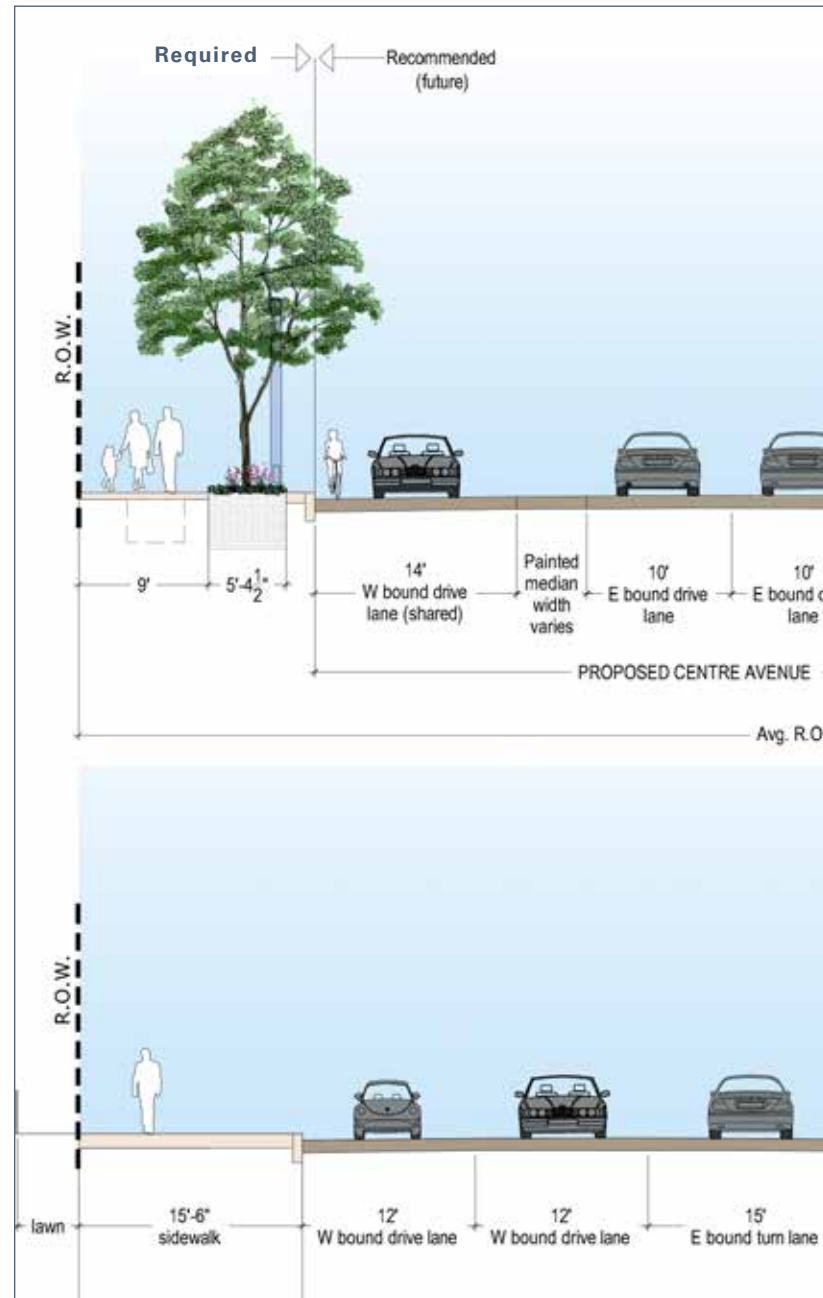 Required
Recommended
(future)
R.O.W.
9'
5'-4 1/2"
14'
W bound drive
lane (shared)
Painted
median
width
varies
10'
E bound drive
lane
10'
E bound
lane
PROPOSED CENTRE AVENUE
Avg. R.O
R.O.W.
lawn
15'-6"
sidewalk
12'
W bound drive lane
12'
W bound drive lane
15'
E bound turn lane